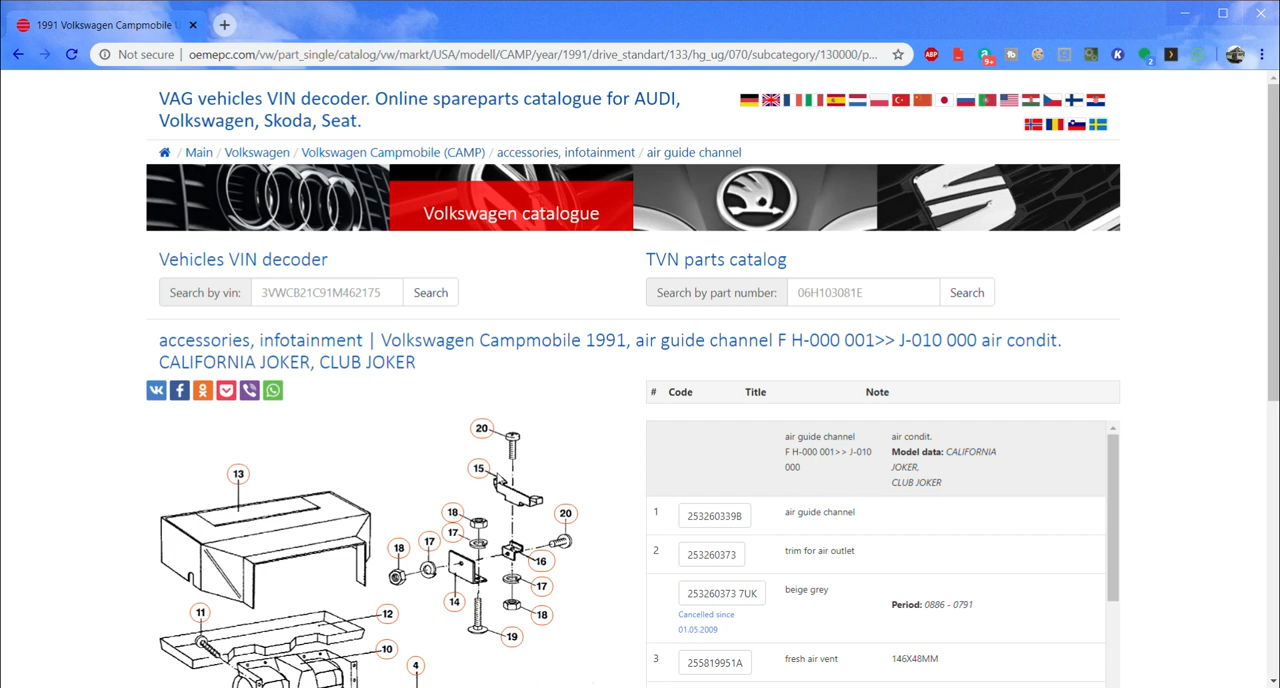 1991 Volkswagen Campmobile
Not secure | oemepc.com/vw/part_single/catalog/vw/markt/USA/modell/CAMP/year/1991/drive_standart/133/hg_ug/070/subcategory/130000/p...
ABP
9+
fb
K
2
VAG vehicles VIN decoder. Online spareparts catalogue for AUDI,
Volkswagen, Skoda, Seat.
/ Main / Volkswagen / Volkswagen Campmobile (CAMP) / accessories, infotainment / air guide channel
Volkswagen catalogue
Vehicles VIN decoder
Search by vin: 3VWCB21C91M462175 Search
TVN parts catalog
Search by part number: 06H103081E Search
accessories, infotainment | Volkswagen Campmobile 1991, air guide channel F H-000 001>> J-010 000 air condit.
CALIFORNIA JOKER, CLUB JOKER
# Code Title Note
air guide channel
F H-000 001>> J-010
000
air condit.
Model data: CALIFORNIA
JOKER,
CLUB JOKER
1 253260339B air guide channel
2 253260373 trim for air outlet
253260373 7UK beige grey
Cancelled since
01.05.2009
Period: 0886 - 0791
3 255819951A fresh air vent 146X48MM
20
15
13
18
20
17
18
17
16
14
17
11
12
18
19
10
4